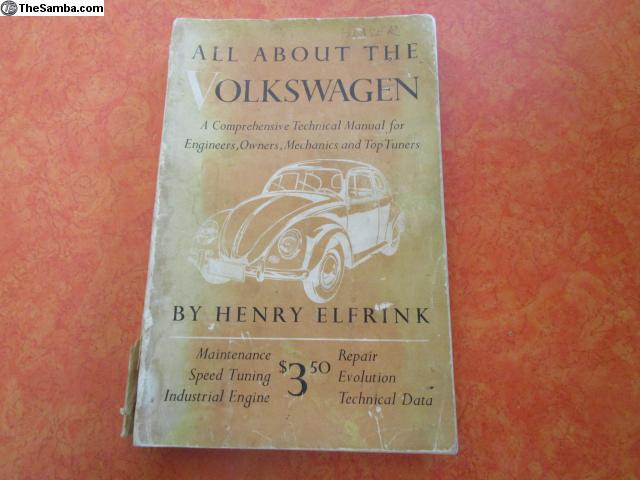 TheSamba.com
ALL ABOUT THE
VOLKSWAGEN
A Comprehensive Technical Manual for
Engineers, Owners, Mechanics and Top Tuners
BY HENRY ELFRINK
Maintenance
Speed Tuning
Industrial Engine
$3.50
Repair
Evolution
Technical Data